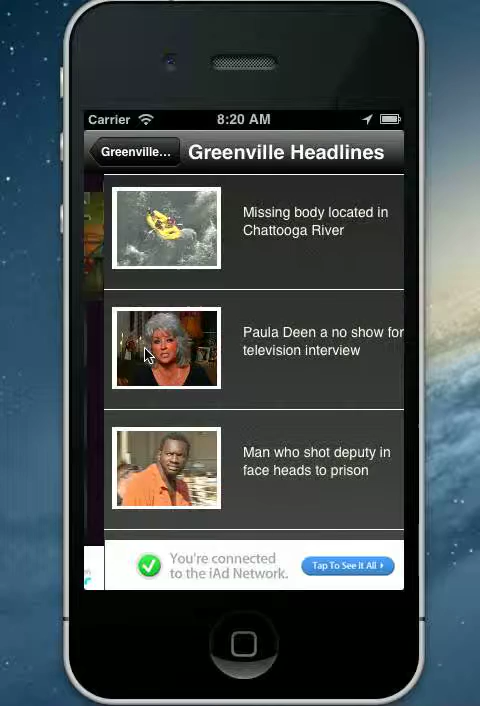 Carrier 8:20 AM
Greenville... Greenville Headlines
Missing body located in
Chattooga River
Paula Deen a no show for
television interview
Man who shot deputy in
face heads to prison
You're connected
to the iAd Network.
Tap To See It All